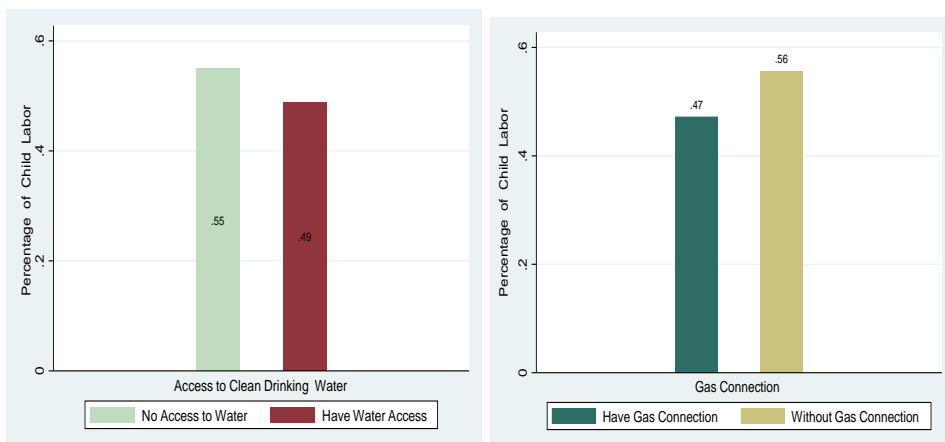 Percentage of Child Labor
.6
.4
.2
0
.55
.49
Access to Clean Drinking Water
No Access to Water
Have Water Access
Percentage of Child Labor
.6
.4
.2
0
.47
.56
Gas Connection
Have Gas Connection
Without Gas Connection